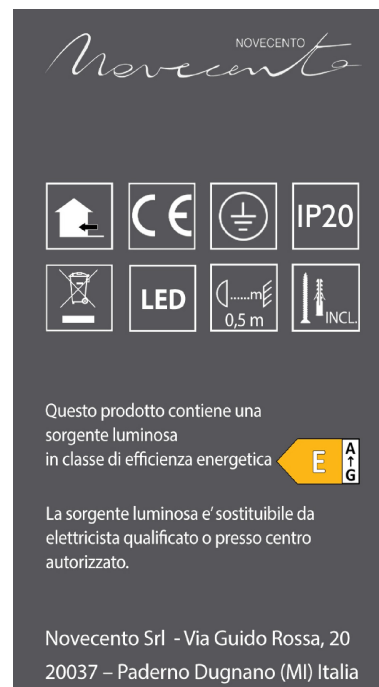 NOVECENTO
Novecento
CE
IP20
LED
......m
0,5 m
INCL.
Questo prodotto contiene una
sorgente luminosa
in classe di efficienza energetica
E
A
G
La sorgente luminosa e' sostituibile da
elettricista qualificato o presso centro
autorizzato.
Novecento Srl - Via Guido Rossa, 20
20037 – Paderno Dugnano (MI) Italia